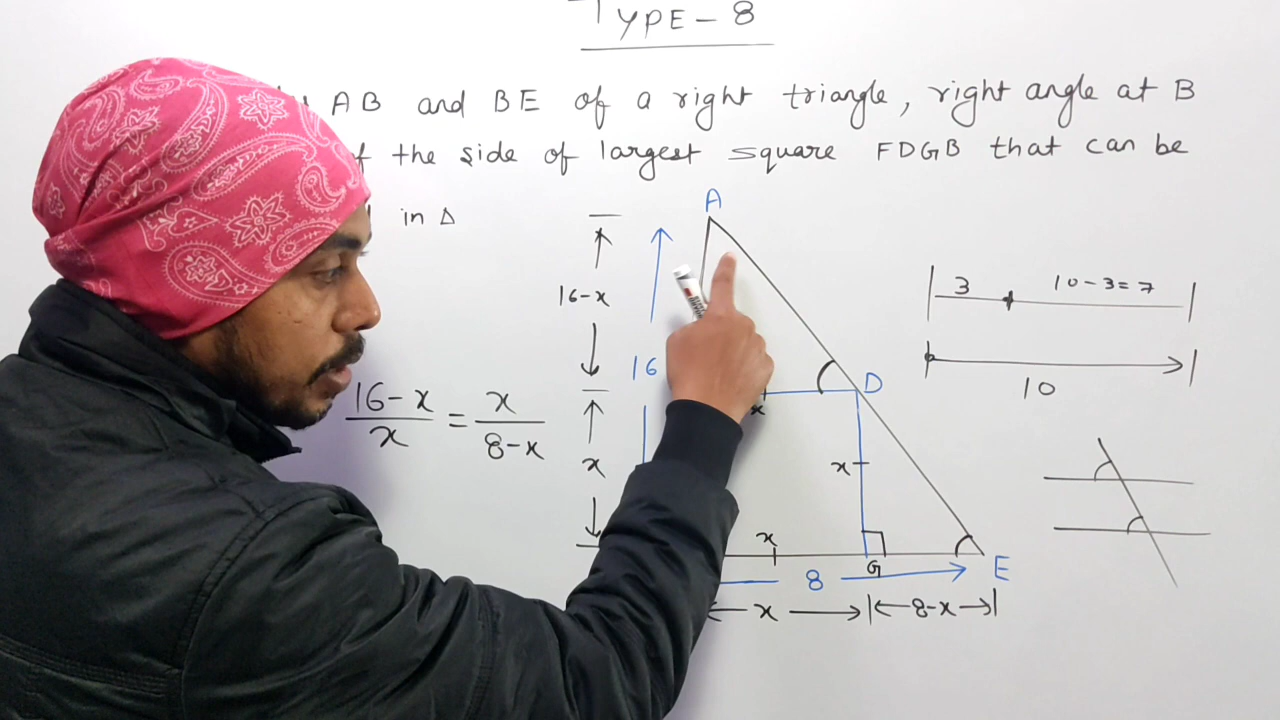 TYPE - 8
AB and BE of a right triangle, right angle at B
the side of largest square FDGB that can be
in Δ
A
16-x
3
10-3=7
16
10
D
x
16-x/x = x/8-x
x
x
x
G
E
8
x
8-x